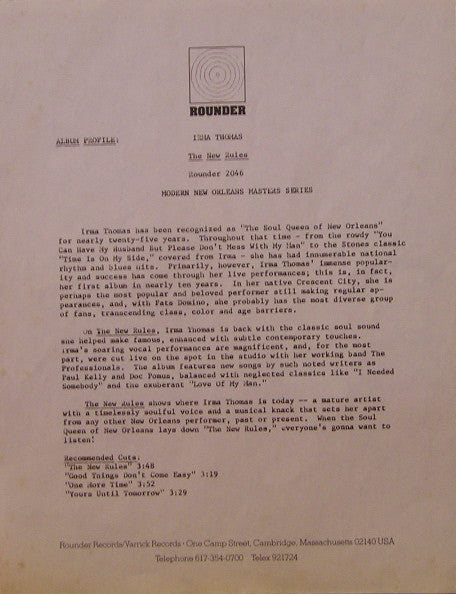 ROUNDER
ALBUM PROFILE: IRMA THOMAS
The New Rules
Rounder 2046
MODERN NEW ORLEANS MASTERS SERIES
Irma Thomas has been recognized as "The Soul Queen of New Orleans"
for nearly twenty-five years. Throughout that time - from the rowdy "You
Can Have My Husband But Please Don't Mess With My Man" to the Stones classic
"Time Is On My Side," covered from Irma - she has had innumerable national
rhythm and blues hits. Primarily, however, Irma Thomas' immense popular-
ity and success has come through her live performances; this is, in fact,
her first album in nearly ten years. In her native Crescent City, she is
perhaps the most popular and beloved performer still making regular ap-
pearances, and, with Fats Domino, she probably has the most diverse group
of fans, transcending class, color and age barriers.
On The New Rules, Irma Thomas is back with the classic soul sound
she helped make famous, enhanced with subtle contemporary touches.
Irma's soaring vocal performances are magnificent, and, for the most
part, were cut live on the spot in the studio with her working band The
Professionals. The album features new songs by such noted writers as
Paul Kelly and Doc Pomus, balanced with neglected classics like "I Needed
Somebody" and the exuberant "Love Of My Man."
The New Rules shows where Irma Thomas is today -- a mature artist
with a timelessly soulful voice and a musical knack that sets her apart
from any other New Orleans performer, past or present. When the Soul
Queen of New Orleans lays down "The New Rules," everyone's gonna want to
listen!
Recommended Cuts:
"The New Rules" 3:48
"Good Things Don't Come Easy" 3:19
"One More Time" 3:52
"Yours Until Tomorrow" 3:29
Rounder Records/Varrick Records · One Camp Street, Cambridge, Massachusetts 02140 USA
Telephone 617-354-0700 Telex 921724